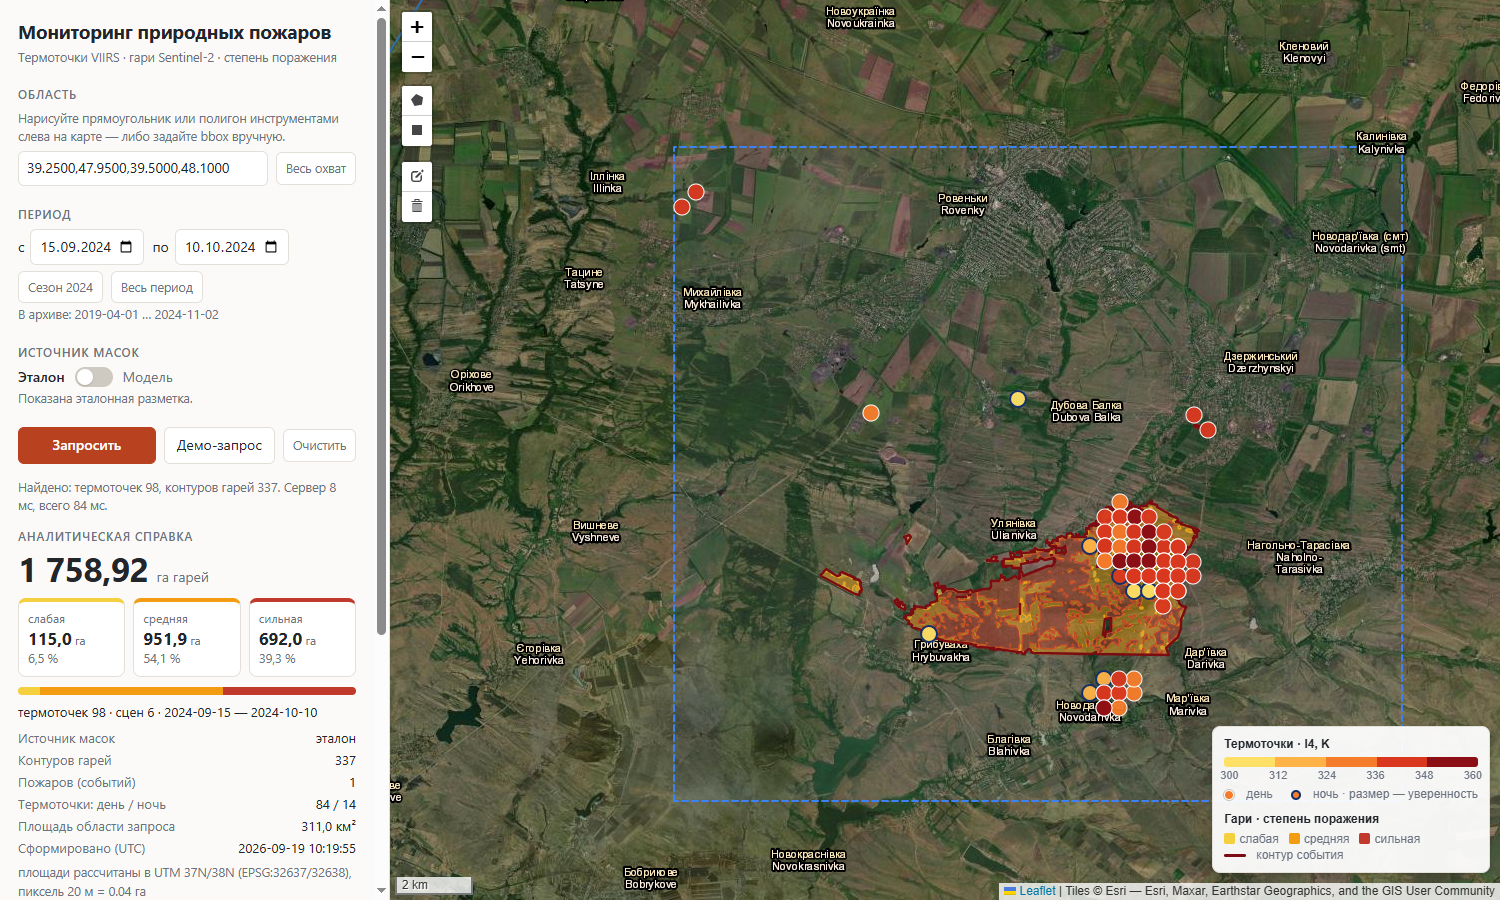 Мониторинг природных пожаров
Термоточки VIIRS · гари Sentinel-2 · степень поражения
ОБЛАСТЬ
Нарисуйте прямоугольник или полигон инструментами
слева на карте — либо задайте bbox вручную.
39.2500,47.9500,39.5000,48.1000
Весь охват
ПЕРИОД
с 15.09.2024 по 10.10.2024
Сезон 2024
Весь период
В архиве: 2019-04-01 … 2024-11-02
ИСТОЧНИК МАСОК
Эталон Модель
Показана эталонная разметка.
Запросить
Демо-запрос
Очистить
Найдено: термоточек 98, контуров гарей 337. Сервер 8
мс, всего 84 мс.
АНАЛИТИЧЕСКАЯ СПРАВКА
1 758,92 га гарей
слабая
115,0 га
6,5 %
средняя
951,9 га
54,1 %
сильная
692,0 га
39,3 %
термоточек 98 · сцен 6 · 2024-09-15 — 2024-10-10
Источник масок эталон
Контуров гарей 337
Пожаров (событий) 1
Термоточки: день / ночь 84 / 14
Площадь области запроса 311,0 км²
Сформировано (UTC) 2026-09-19 10:19:55
площади рассчитаны в UTM 37N/38N (EPSG:32637/32638),
пиксель 20 м = 0.04 га
+
−
Новоукраїнка
Novoukrainka
Кленовий
Klenovyi
Калинівка
Kalynivka
Іллінка
Illinka
Ровеньки
Rovenky
Новодар'ївка (смт)
Novodarivka (smt)
Тацине
Tatsyne
Михайлівка
Mykhailivka
Дзержинський
Dzerzhynskyi
Оріхове
Orikhove
Дубова Балка
Dubova Balka
Вишневе
Vyshneve
Улянівка
Ulianivka
Нагольно-Тарасівка
Naholno-
Tarasivka
Єгорівка
Yehorivka
Грибуваха
Hrybuvakha
Дар'ївка
Darivka
Мар'ївка
Marivka
Novodarivka
Благівка
Blahivka
Новокраснівка
Novokrasnivka
Бобрикове
Bobrykove
2 km
Термоточки · I4, K
300 312 324 336 348 360
день ночь · размер — уверенность
Гари · степень поражения
слабая средняя сильная
контур события
Leaflet | Tiles © Esri — Esri, Maxar, Earthstar Geographics, and the GIS User Community